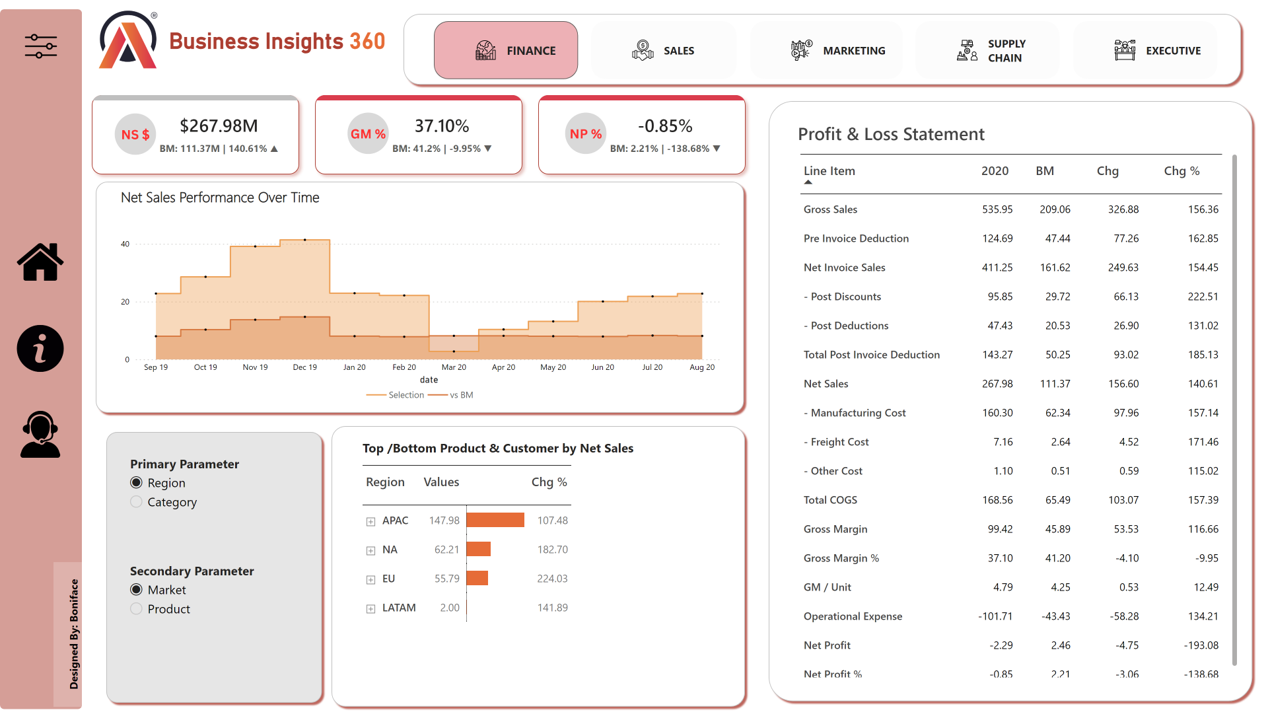 ®
Business Insights 360
FINANCE
SALES
MARKETING
SUPPLY
CHAIN
EXECUTIVE
NS $
$267.98M
BM: 111.37M | 140.61% ▲
GM %
37.10%
BM: 41.2% | -9.95% ▼
NP %
-0.85%
BM: 2.21% | -138.68% ▼
Net Sales Performance Over Time
40
20
0
Sep 19 Oct 19 Nov 19 Dec 19 Jan 20 Feb 20 Mar 20 Apr 20 May 20 Jun 20 Jul 20 Aug 20
date
Selection vs BM
Primary Parameter
Region
Category
Secondary Parameter
Market
Product
Designed By: Boniface
Top /Bottom Product & Customer by Net Sales
Region Values Chg %
APAC 147.98 107.48
NA 62.21 182.70
EU 55.79 224.03
LATAM 2.00 141.89
Profit & Loss Statement
Line Item 2020 BM Chg Chg %
Gross Sales 535.95 209.06 326.88 156.36
Pre Invoice Deduction 124.69 47.44 77.26 162.85
Net Invoice Sales 411.25 161.62 249.63 154.45
- Post Discounts 95.85 29.72 66.13 222.51
- Post Deductions 47.43 20.53 26.90 131.02
Total Post Invoice Deduction 143.27 50.25 93.02 185.13
Net Sales 267.98 111.37 156.60 140.61
- Manufacturing Cost 160.30 62.34 97.96 157.14
- Freight Cost 7.16 2.64 4.52 171.46
- Other Cost 1.10 0.51 0.59 115.02
Total COGS 168.56 65.49 103.07 157.39
Gross Margin 99.42 45.89 53.53 116.66
Gross Margin % 37.10 41.20 -4.10 -9.95
GM / Unit 4.79 4.25 0.53 12.49
Operational Expense -101.71 -43.43 -58.28 134.21
Net Profit -2.29 2.46 -4.75 -193.08
Net Profit % -0.85 2.21 -3.06 -138.68